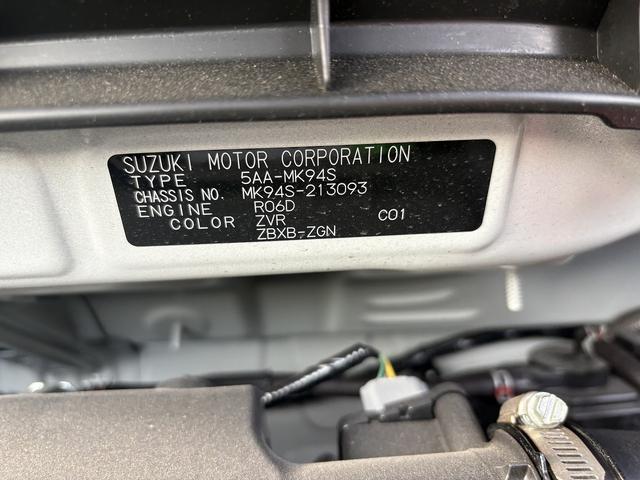 SUZUKI MOTOR CORPORATION
TYPE 5AA-MK94S
CHASSIS NO. MK94S-213093
ENGINE R06D
COLOR ZVR C01
ZBXB-ZGN